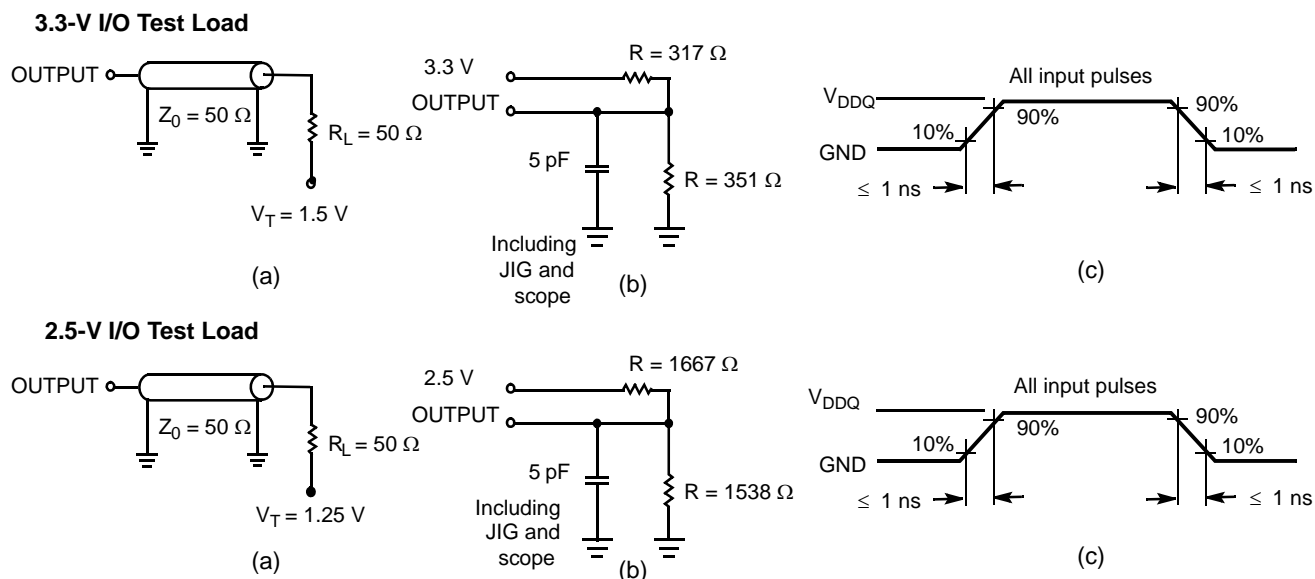 3.3-V I/O Test Load
OUTPUT
Z0 = 50 Ω
RL = 50 Ω
VT = 1.5 V
(a)
3.3 V
OUTPUT
R = 317 Ω
5 pF
R = 351 Ω
Including
JIG and
scope
(b)
All input pulses
VDDQ
GND
10%
90%
90%
10%
≤ 1 ns
≤ 1 ns
(c)
2.5-V I/O Test Load
OUTPUT
Z0 = 50 Ω
RL = 50 Ω
VT = 1.25 V
(a)
2.5 V
OUTPUT
R = 1667 Ω
5 pF
R = 1538 Ω
Including
JIG and
scope
(b)
All input pulses
VDDQ
GND
10%
90%
90%
10%
≤ 1 ns
≤ 1 ns
(c)